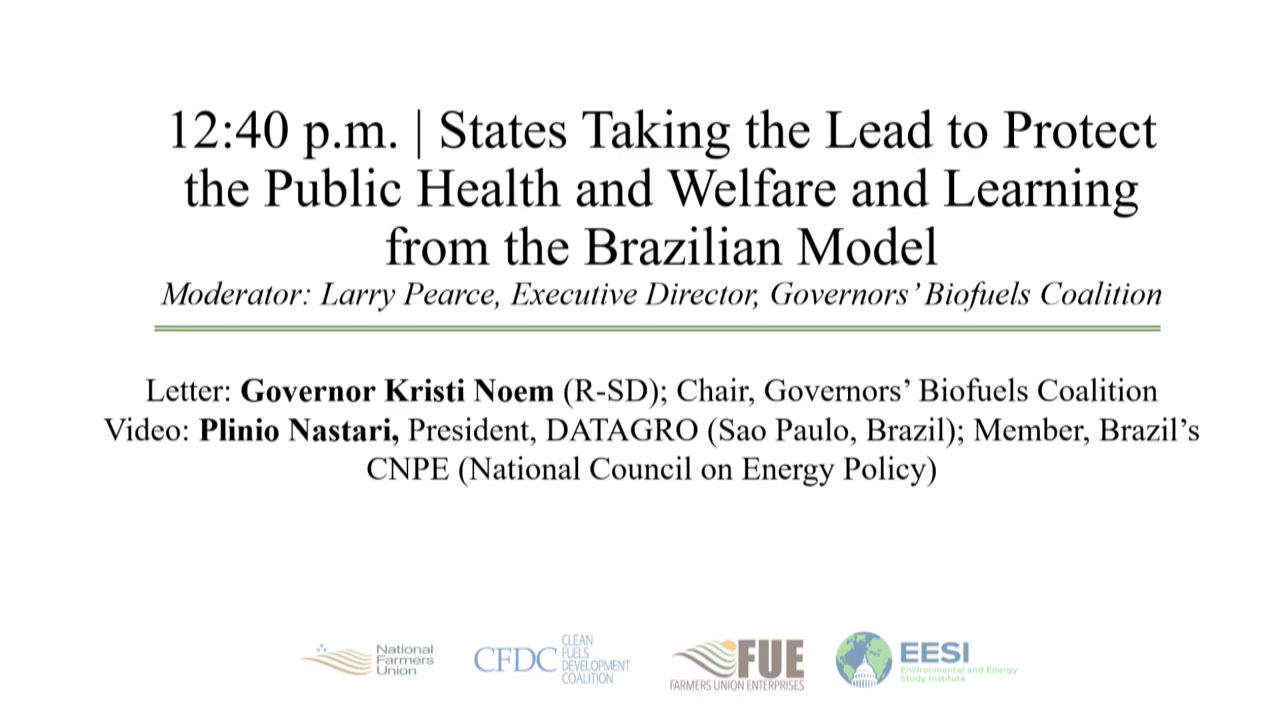 12:40 p.m. | States Taking the Lead to Protect
the Public Health and Welfare and Learning
from the Brazilian Model
Moderator: Larry Pearce, Executive Director, Governors’ Biofuels Coalition
Letter: Governor Kristi Noem (R-SD); Chair, Governors’ Biofuels Coalition
Video: Plinio Nastari, President, DATAGRO (Sao Paulo, Brazil); Member, Brazil’s
CNPE (National Council on Energy Policy)
National
Farmers
Union
CFDC
CLEAN
FUELS
DEVELOPMENT
COALITION
FUE
FARMERS UNION ENTERPRISES
EESI
Environmental and Energy
Study Institute